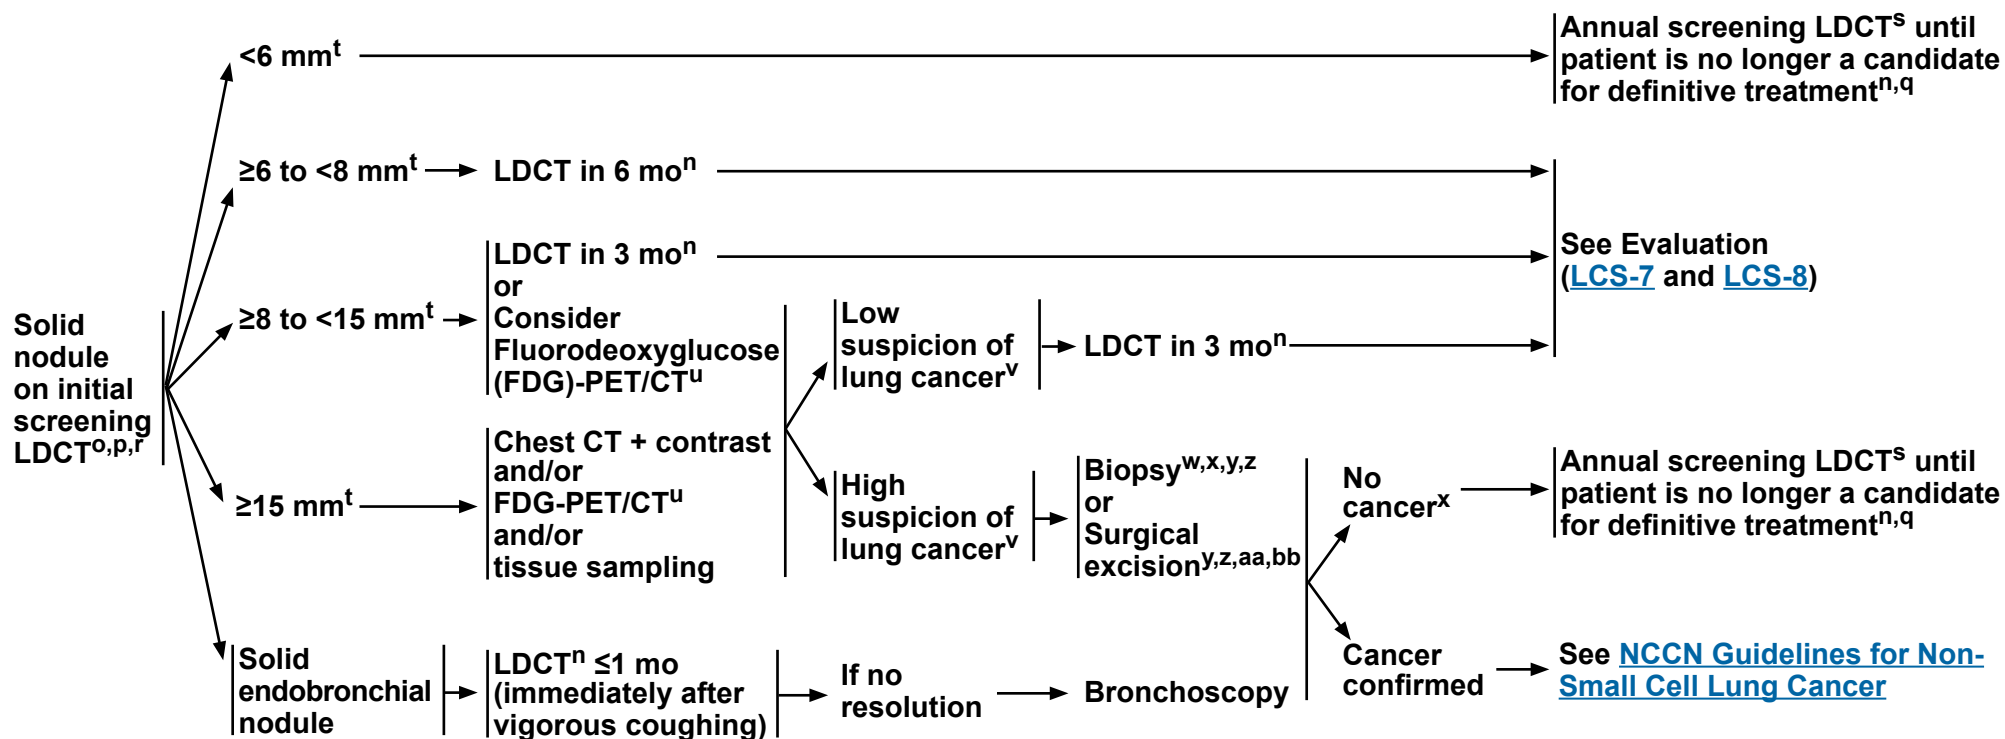 Solid
nodule
on initial
screening
LDCTo,p,r
<6 mmt
Annual screening LDCTs until
patient is no longer a candidate
for definitive treatmentn,q
≥6 to <8 mmt
LDCT in 6 mon
≥8 to <15 mmt
LDCT in 3 mon
or
Consider
Fluorodeoxyglucose
(FDG)-PET/CTu
See Evaluation
(LCS-7 and LCS-8)
≥15 mmt
Chest CT + contrast
and/or
FDG-PET/CTu
and/or
tissue sampling
Low
suspicion of
lung cancerv
LDCT in 3 mon
High
suspicion of
lung cancerv
Biopsyw,x,y,z
or
Surgical
excisiony,z,aa,bb
No
cancerx
Annual screening LDCTs until
patient is no longer a candidate
for definitive treatmentn,q
Solid
endobronchial
nodule
LDCTn ≤1 mo
(immediately after
vigorous coughing)
If no
resolution
Bronchoscopy
Cancer
confirmed
See NCCN Guidelines for Non-
Small Cell Lung Cancer